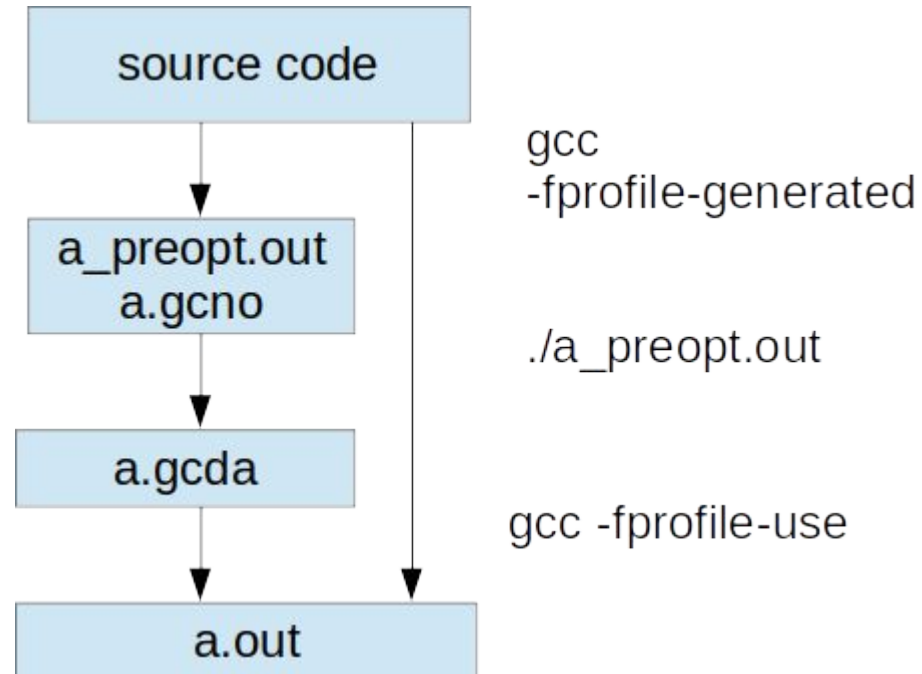 source code
gcc
-fprofile-generated
a_preopt.out
a.gcno
./a_preopt.out
a.gcda
gcc -fprofile-use
a.out